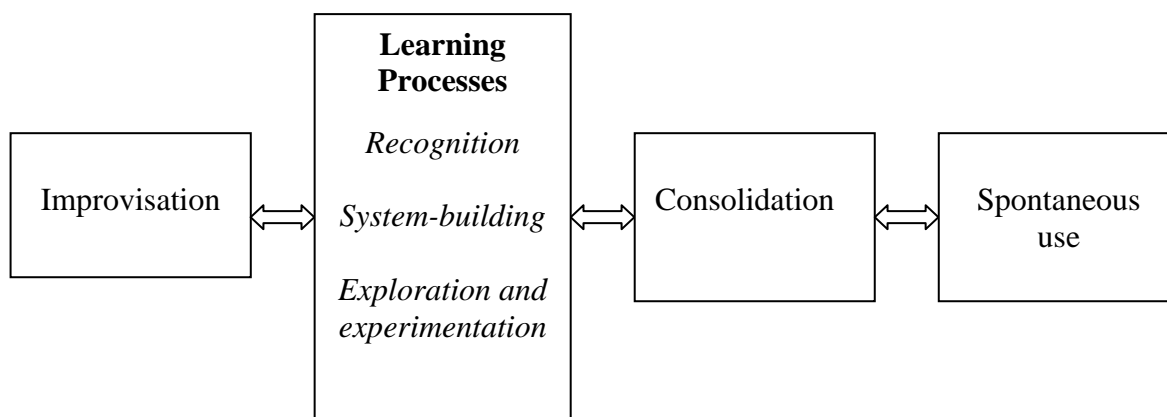 Improvisation
Learning
Processes
Recognition
System-building
Exploration and
experimentation
Consolidation
Spontaneous
use